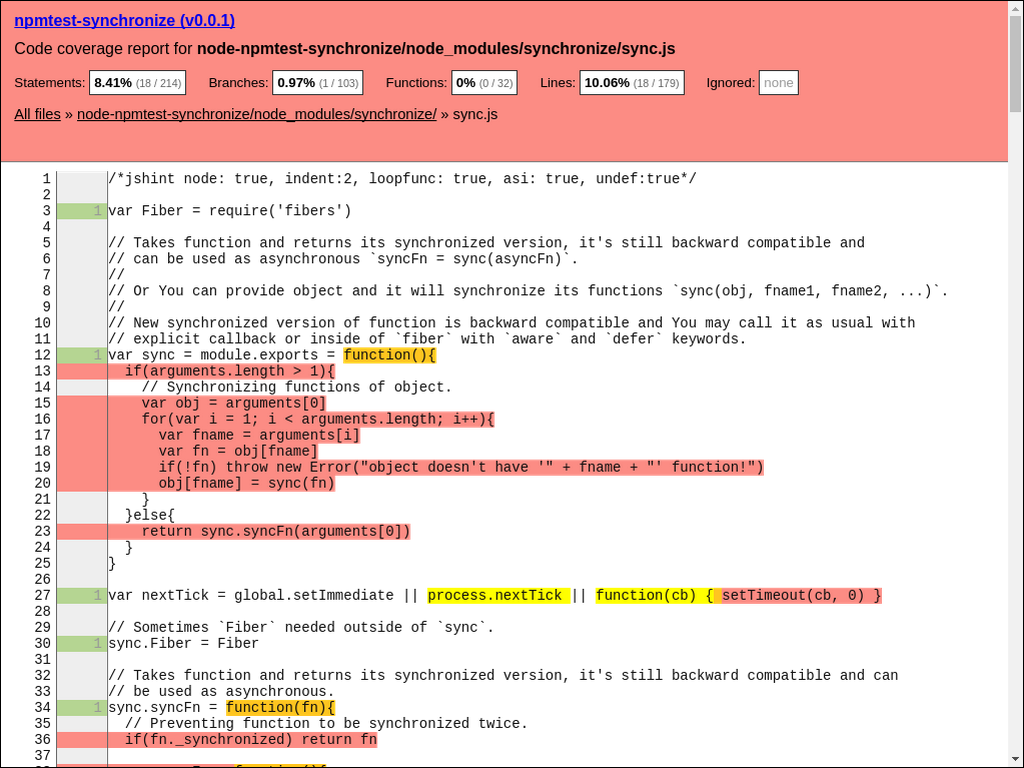 npmtest-synchronize (v0.0.1)
Code coverage report for node-npmtest-synchronize/node_modules/synchronize/sync.js
Statements: 8.41% (18 / 214) Branches: 0.97% (1 / 103) Functions: 0% (0 / 32) Lines: 10.06% (18 / 179) Ignored: none
All files » node-npmtest-synchronize/node_modules/synchronize/ » sync.js
1 /*jshint node: true, indent:2, loopfunc: true, asi: true, undef:true*/
2
3 1 var Fiber = require('fibers')
4
5 // Takes function and returns its synchronized version, it's still backward compatible and
6 // can be used as asynchronous `syncFn = sync(asyncFn)`.
7 //
8 // Or You can provide object and it will synchronize its functions `sync(obj, fname1, fname2, ...)`.
9 //
10 // New synchronized version of function is backward compatible and You may call it as usual with
11 // explicit callback or inside of `fiber` with `aware` and `defer` keywords.
12 1 var sync = module.exports = function(){
13 if(arguments.length > 1){
14 // Synchronizing functions of object.
15 var obj = arguments[0]
16 for(var i = 1; i < arguments.length; i++){
17 var fname = arguments[i]
18 var fn = obj[fname]
19 if(!fn) throw new Error("object doesn't have '" + fname + "' function!")
20 obj[fname] = sync(fn)
21 }
22 }else{
23 return sync.syncFn(arguments[0])
24 }
25 }
26
27 1 var nextTick = global.setImmediate || process.nextTick || function(cb) { setTimeout(cb, 0) }
28
29 // Sometimes `Fiber` needed outside of `sync`.
30 1 sync.Fiber = Fiber
31
32 // Takes function and returns its synchronized version, it's still backward compatible and can
33 // be used as asynchronous.
34 1 sync.syncFn = function(fn){
35 // Preventing function to be synchronized twice.
36 if(fn._synchronized) return fn
37